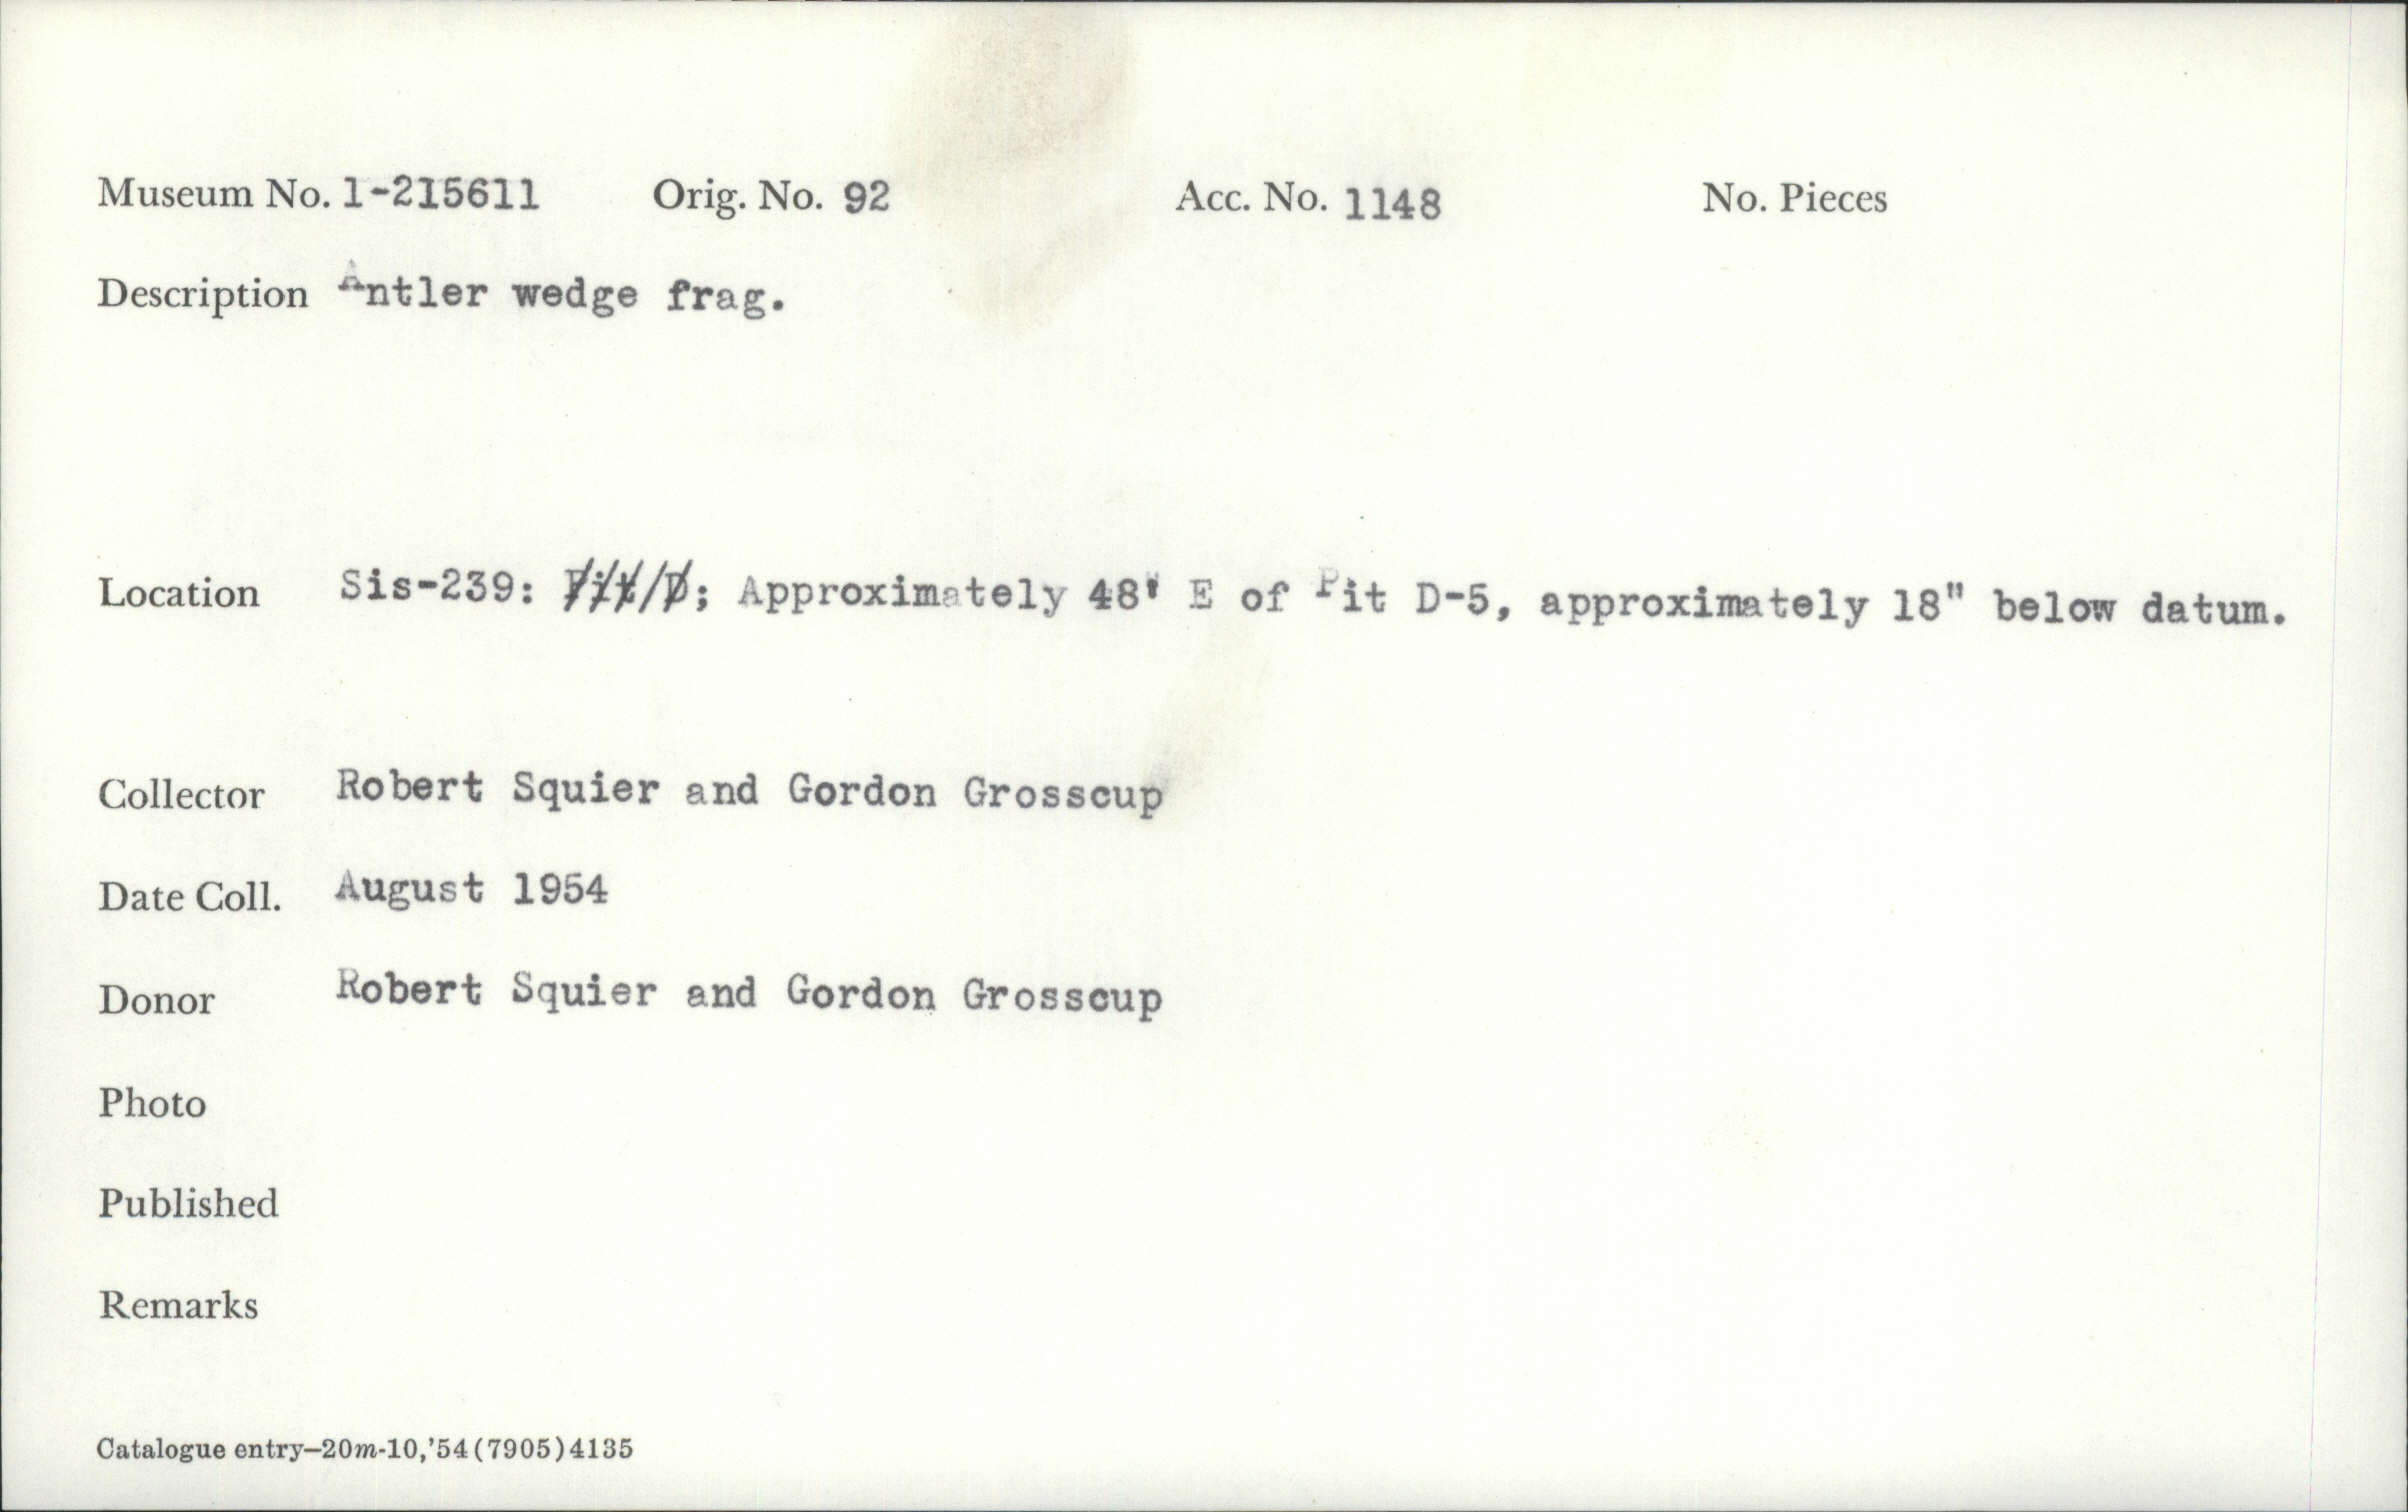 Museum No. 1-215611 Orig. No. 92 Acc. No. 1148 No. Pieces
Description Antler wedge frag.
Location Sis-239: Pit D; Approximately 48' E of Pit D-5, approximately 18" below datum.
Collector Robert Squier and Gordon Grosscup
Date Coll. August 1954
Donor Robert Squier and Gordon Grosscup
Photo
Published
Remarks
Catalogue entry—20m-10,'54(7905)4135